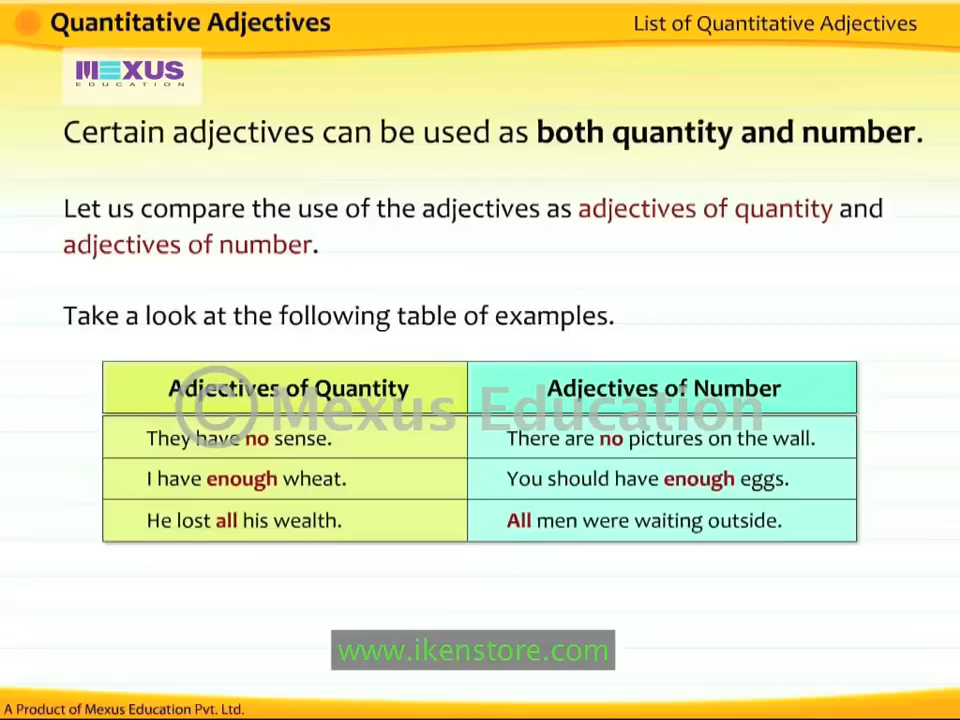 Quantitative Adjectives
List of Quantitative Adjectives
MEXUS
EDUCATION
Certain adjectives can be used as both quantity and number.
Let us compare the use of the adjectives as adjectives of quantity and
adjectives of number.
Take a look at the following table of examples.
Adjectives of Quantity
Adjectives of Number
© Mexus Education
They have no sense.
There are no pictures on the wall.
I have enough wheat.
You should have enough eggs.
He lost all his wealth.
All men were waiting outside.
www.ikenstore.com
A Product of Mexus Education Pvt. Ltd.